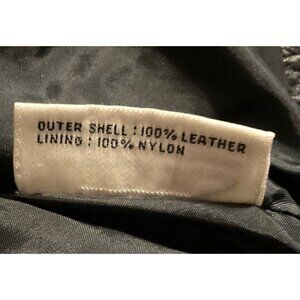 OUTER SHELL : 100% LEATHER
LINING : 100% NYLON